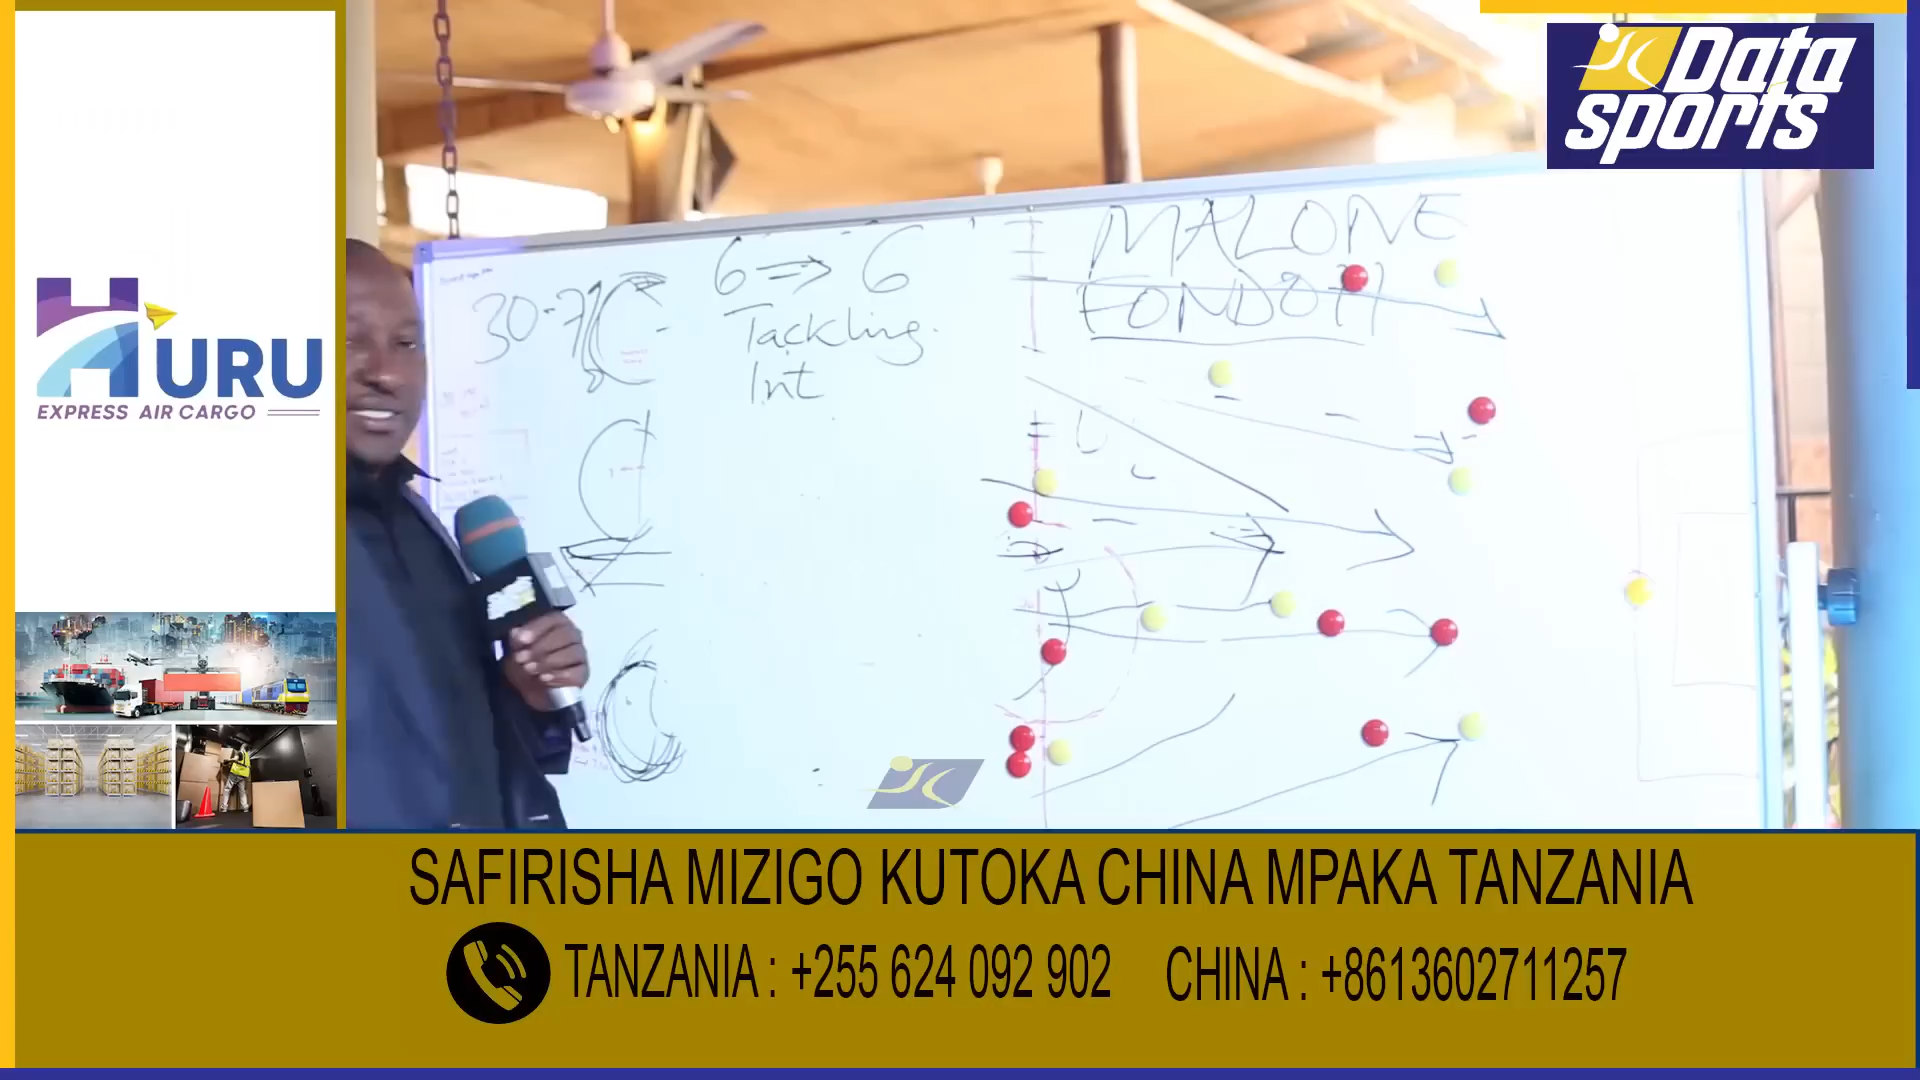 HURU
EXPRESS AIR CARGO
Data
sports
30-7
6 ⇒ 6
Tackling
Int
MALONE
FONDOH
SAFIRISHA MIZIGO KUTOKA CHINA MPAKA TANZANIA
TANZANIA : +255 624 092 902
CHINA : +8613602711257